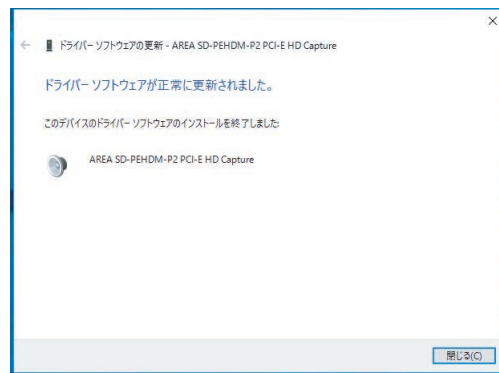 ドライバー ソフトウェアの更新 - AREA SD-PEHDM-P2 PCI-E HD Capture
ドライバー ソフトウェアが正常に更新されました。
このデバイスのドライバー ソフトウェアのインストールを終了しました:
AREA SD-PEHDM-P2 PCI-E HD Capture
閉じる(C)